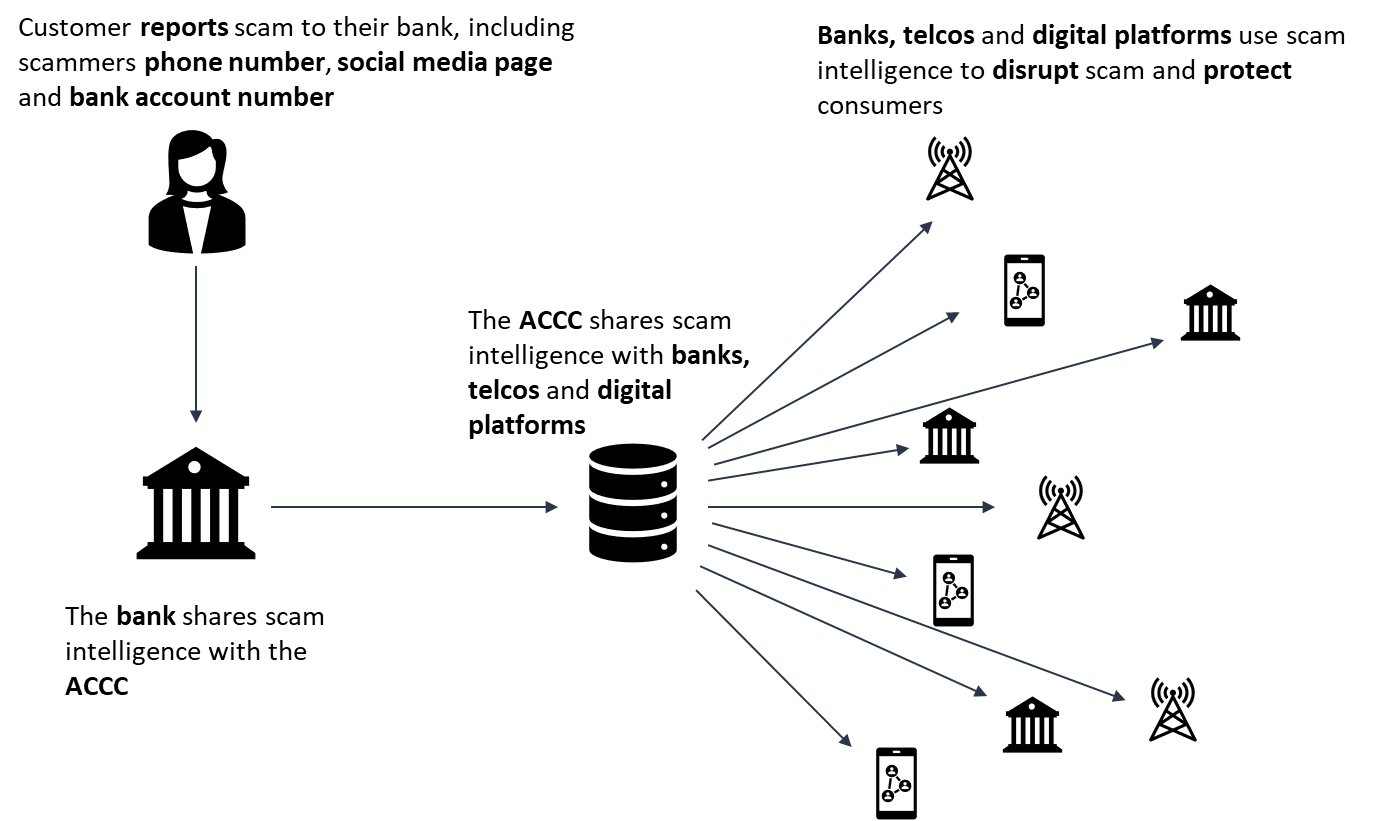 Customer reports scam to their bank, including
scammers phone number, social media page
and bank account number
Banks, telcos and digital platforms use scam
intelligence to disrupt scam and protect
consumers
The ACCC shares scam
intelligence with banks,
telcos and digital
platforms
The bank shares scam
intelligence with the
ACCC